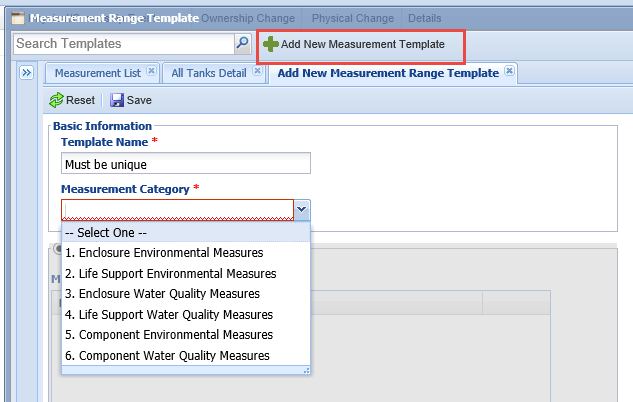 Measurement Range Template Ownership Change Physical Change Details
Search Templates Add New Measurement Template
Measurement List All Tanks Detail Add New Measurement Range Template
Reset Save
Basic Information
Template Name *
Must be unique
Measurement Category *
-- Select One --
1. Enclosure Environmental Measures
2. Life Support Environmental Measures
3. Enclosure Water Quality Measures
4. Life Support Water Quality Measures
5. Component Environmental Measures
6. Component Water Quality Measures